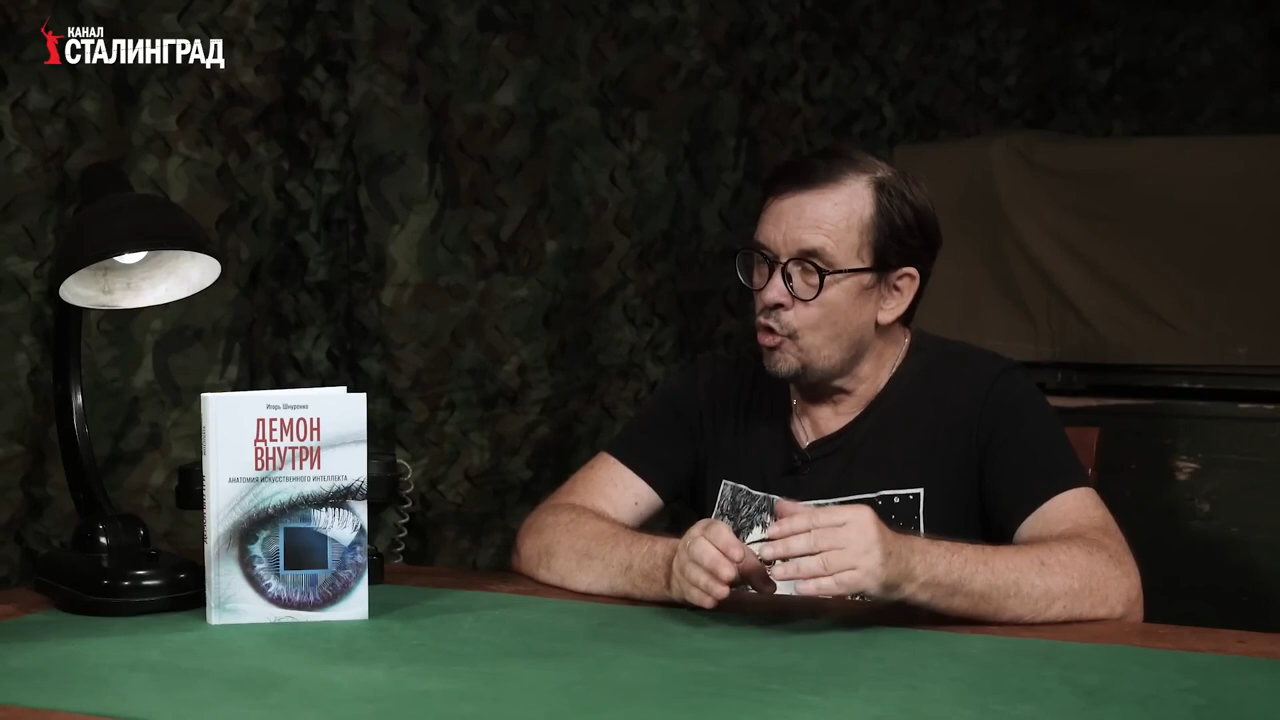 КАНАЛ
СТАЛИНГРАД
Игорь Шнуренко
ДЕМОН
ВНУТРИ
АНАТОМИЯ ИСКУССТВЕННОГО ИНТЕЛЛЕКТА